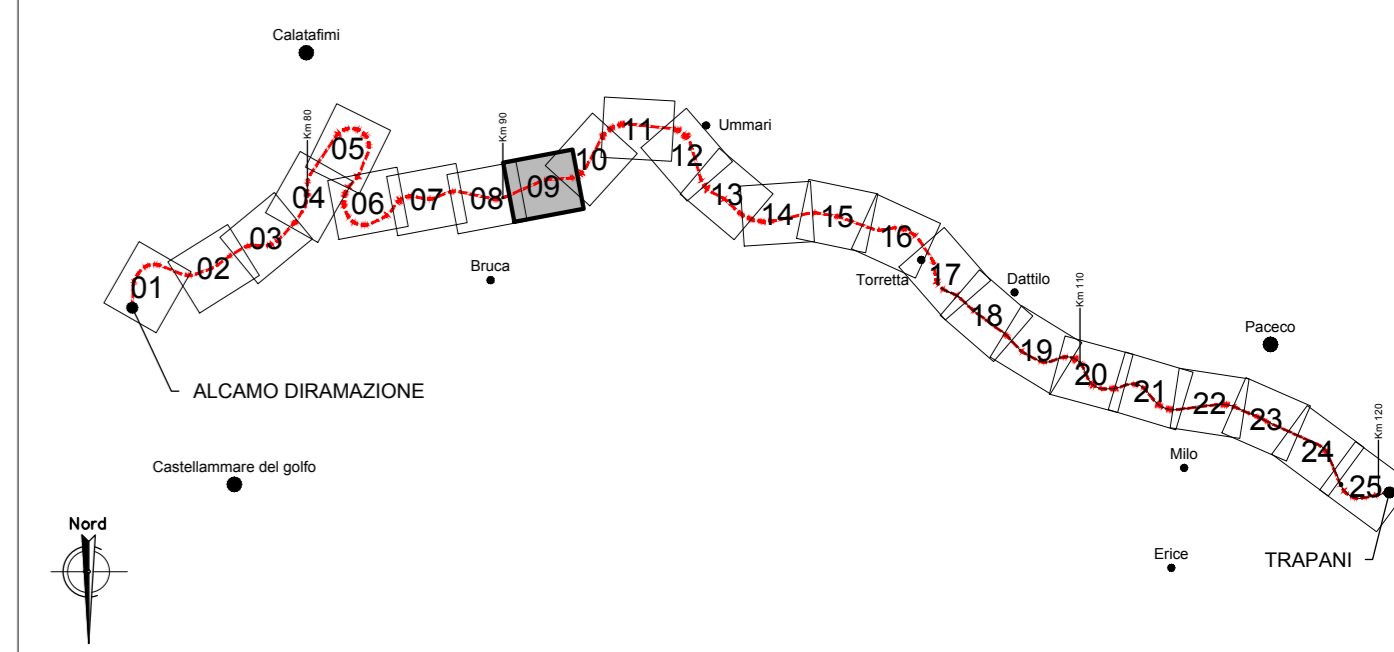 Calatafimi
Km 80
Km 90
05
11
Ummari
12
10
04
06
07
08
09
13
14
15
16
03
02
01
Bruca
Torretta
17
Dattilo
Km 110
18
19
Paceco
20
21
22
23
ALCAMO DIRAMAZIONE
Km 120
24
Castellammare del golfo
Milo
25
Nord
Erice
TRAPANI